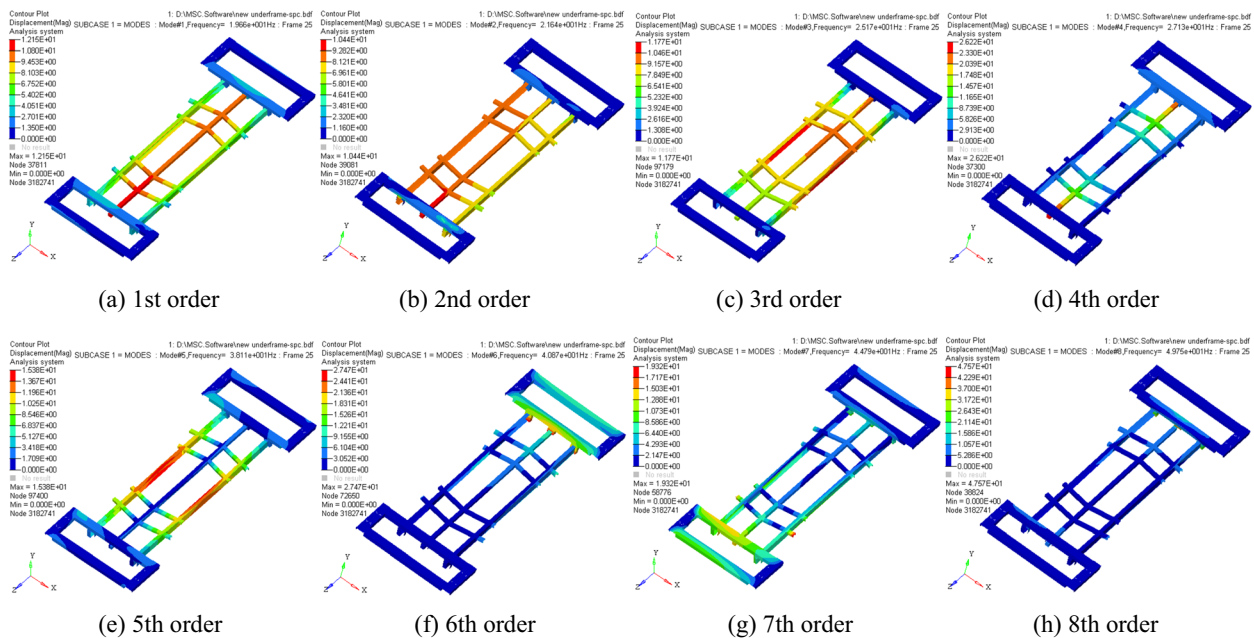 Contour Plot
Displacement(Mag)
Analysis system
1.215E+01
1.080E+01
9.453E+00
8.103E+00
6.752E+00
5.402E+00
4.051E+00
2.701E+00
1.350E+00
0.000E+00
No result
Max = 1.215E+01
Node 37811
Min = 0.000E+00
Node 3182741
1: D:\MSC.Software\new underframe-spc.bdf
SUBCASE 1 = MODES : Mode#1,Frequency= 1.966e+001Hz : Frame 25
Y
Z
X
(a) 1st order
Contour Plot
Displacement(Mag)
Analysis system
1.044E+01
9.282E+00
8.121E+00
6.961E+00
5.801E+00
4.641E+00
3.481E+00
2.320E+00
1.160E+00
0.000E+00
No result
Max = 1.044E+01
Node 39081
Min = 0.000E+00
Node 3182741
1: D:\MSC.Software\new underframe-spc.bdf
SUBCASE 1 = MODES : Mode#2,Frequency= 2.164e+001Hz : Frame 25
Y
Z
X
(b) 2nd order
Contour Plot
Displacement(Mag)
Analysis system
1.177E+01
1.046E+01
9.157E+00
7.849E+00
6.541E+00
5.232E+00
3.924E+00
2.616E+00
1.308E+00
0.000E+00
No result
Max = 1.177E+01
Node 97179
Min = 0.000E+00
Node 3182741
1: D:\MSC.Software\new underframe-spc.bdf
SUBCASE 1 = MODES : Mode#3,Frequency= 2.517e+001Hz : Frame 25
Y
Z
X
(c) 3rd order
Contour Plot
Displacement(Mag)
Analysis system
2.622E+01
2.330E+01
2.039E+01
1.748E+01
1.457E+01
1.165E+01
8.739E+00
5.826E+00
2.913E+00
0.000E+00
No result
Max = 2.622E+01
Node 37300
Min = 0.000E+00
Node 3182741
1: D:\MSC.Software\new underframe-spc.bdf
SUBCASE 1 = MODES : Mode#4,Frequency= 2.713e+001Hz : Frame 25
Y
Z
X
(d) 4th order
Contour Plot
Displacement(Mag)
Analysis system
1.538E+01
1.367E+01
1.196E+01
1.025E+01
8.546E+00
6.837E+00
5.127E+00
3.418E+00
1.709E+00
0.000E+00
No result
Max = 1.538E+01
Node 97400
Min = 0.000E+00
Node 3182741
1: D:\MSC.Software\new underframe-spc.bdf
SUBCASE 1 = MODES : Mode#5,Frequency= 3.811e+001Hz : Frame 25
Y
Z
X
(e) 5th order
Contour Plot
Displacement(Mag)
Analysis system
2.747E+01
2.441E+01
2.136E+01
1.831E+01
1.526E+01
1.221E+01
9.155E+00
6.104E+00
3.052E+00
0.000E+00
No result
Max = 2.747E+01
Node 72650
Min = 0.000E+00
Node 3182741
1: D:\MSC.Software\new underframe-spc.bdf
SUBCASE 1 = MODES : Mode#6,Frequency= 4.087e+001Hz : Frame 25
Y
Z
X
(f) 6th order
Contour Plot
Displacement(Mag)
Analysis system
1.932E+01
1.717E+01
1.503E+01
1.288E+01
1.073E+01
8.586E+00
6.440E+00
4.293E+00
2.147E+00
0.000E+00
No result
Max = 1.932E+01
Node 58776
Min = 0.000E+00
Node 3182741
1: D:\MSC.Software\new underframe-spc.bdf
SUBCASE 1 = MODES : Mode#7,Frequency= 4.479e+001Hz : Frame 25
Y
Z
X
(g) 7th order
Contour Plot
Displacement(Mag)
Analysis system
4.757E+01
4.229E+01
3.700E+01
3.172E+01
2.643E+01
2.114E+01
1.586E+01
1.057E+01
5.286E+00
0.000E+00
No result
Max = 4.757E+01
Node 38824
Min = 0.000E+00
Node 3182741
1: D:\MSC.Software\new underframe-spc.bdf
SUBCASE 1 = MODES : Mode#8,Frequency= 4.975e+001Hz : Frame 25
Y
Z
X
(h) 8th order